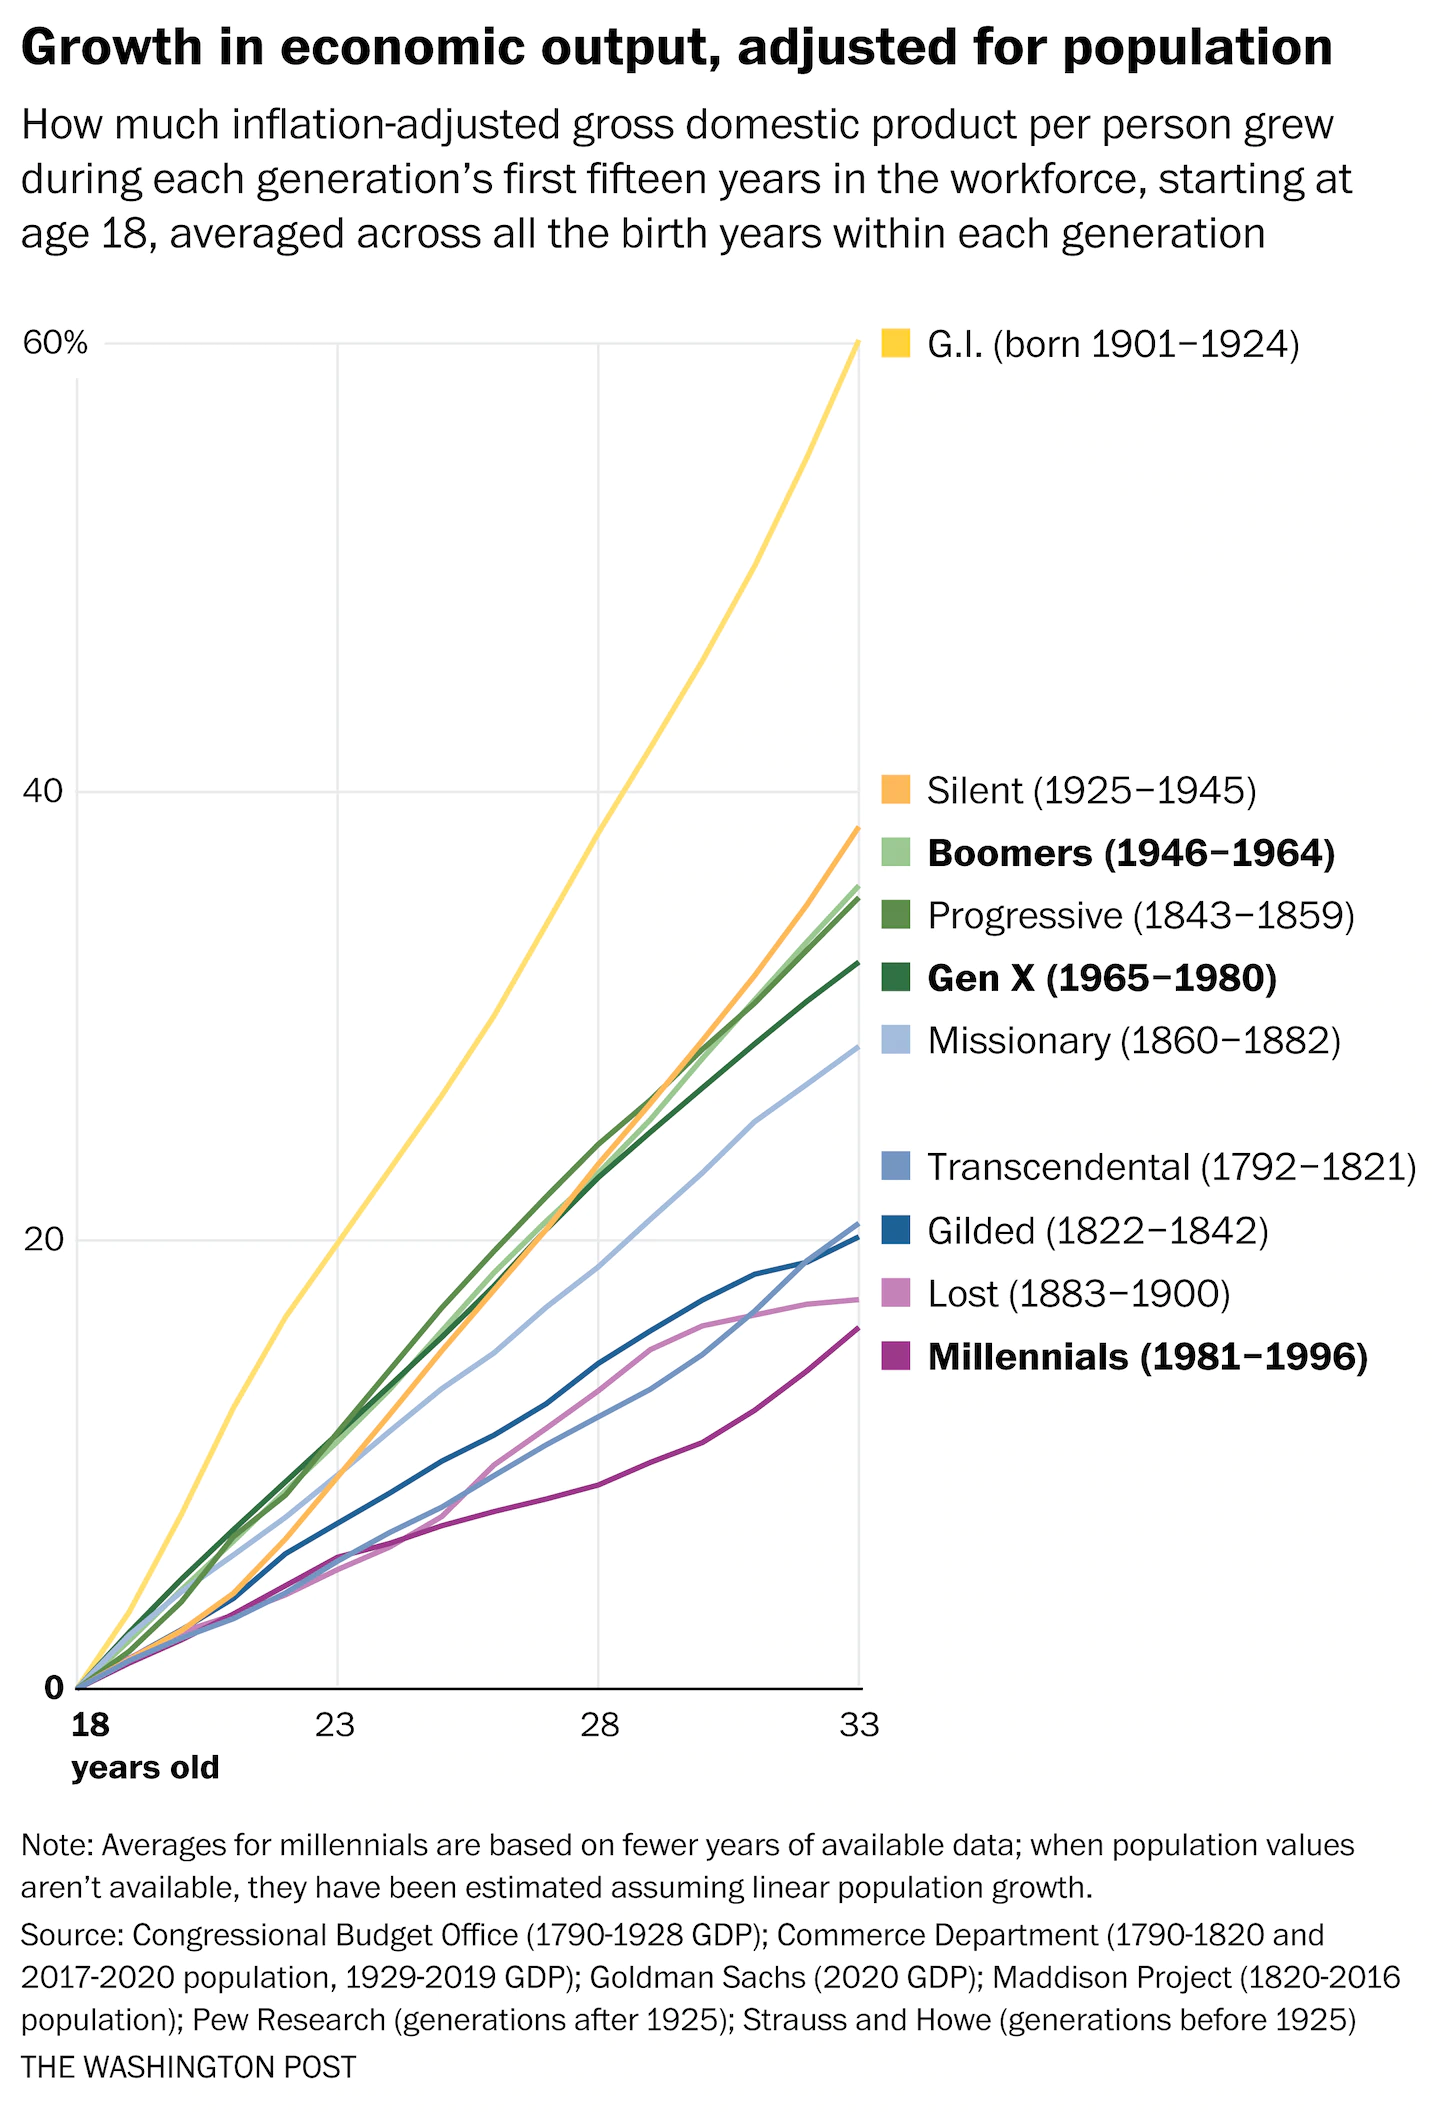 Growth in economic output, adjusted for population
How much inflation-adjusted gross domestic product per person grew
during each generation’s first fifteen years in the workforce, starting at
age 18, averaged across all the birth years within each generation
60%
G.I. (born 1901–1924)
40
Silent (1925–1945)
Boomers (1946–1964)
Progressive (1843–1859)
Gen X (1965–1980)
Missionary (1860–1882)
Transcendental (1792–1821)
20
Gilded (1822–1842)
Lost (1883–1900)
Millennials (1981–1996)
0
18
23
28
33
years old
Note: Averages for millennials are based on fewer years of available data; when population values
aren’t available, they have been estimated assuming linear population growth.
Source: Congressional Budget Office (1790-1928 GDP); Commerce Department (1790-1820 and
2017-2020 population, 1929-2019 GDP); Goldman Sachs (2020 GDP); Maddison Project (1820-2016
population); Pew Research (generations after 1925); Strauss and Howe (generations before 1925)
THE WASHINGTON POST